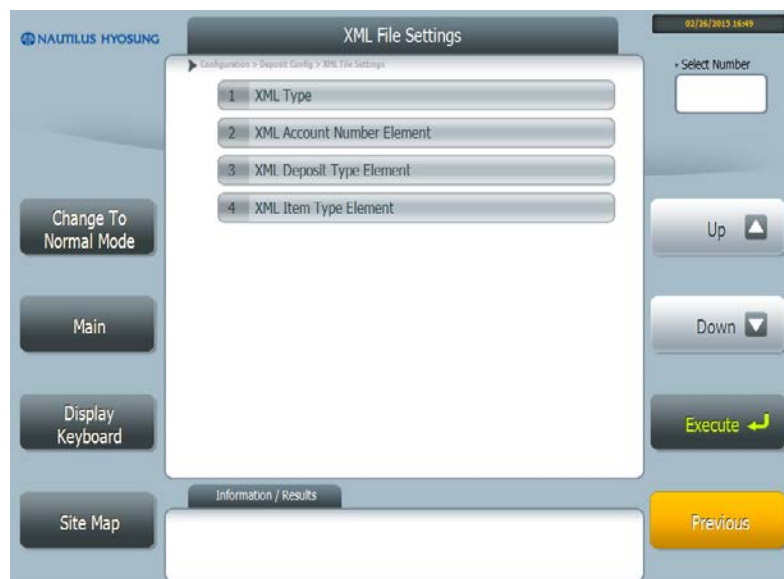 NAUTILUS HYOSUNG
XML File Settings
02/26/2013 16:49
Configuration > Deposit Config > XML File Settings
Select Number
1 XML Type
2 XML Account Number Element
3 XML Deposit Type Element
4 XML Item Type Element
Change To
Normal Mode
Up
Main
Down
Display
Keyboard
Execute
Information / Results
Site Map
Previous